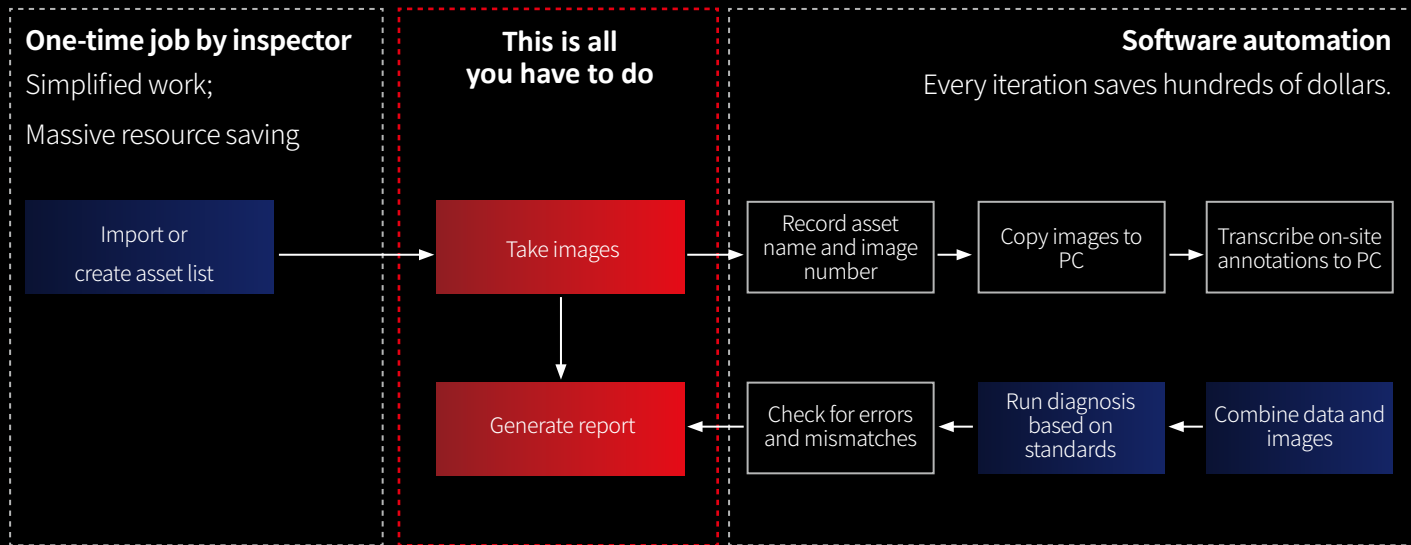 One-time job by inspector
Simplified work;
Massive resource saving
This is all
you have to do
Software automation
Every iteration saves hundreds of dollars.
Import or
create asset list
Take images
Record asset
name and image
number
Copy images to
PC
Transcribe on-site
annotations to PC
Generate report
Check for errors
and mismatches
Run diagnosis
based on
standards
Combine data and
images